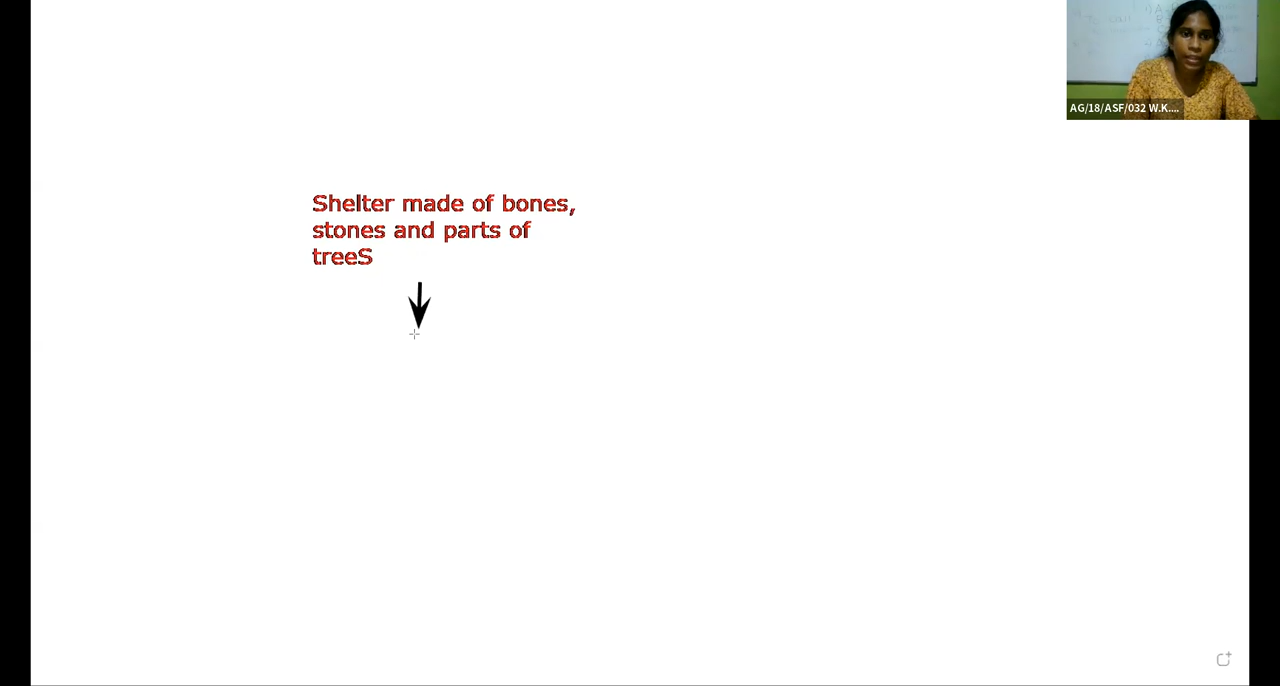 AG/18/ASF/032 W.K....
Shelter made of bones,
stones and parts of
treeS